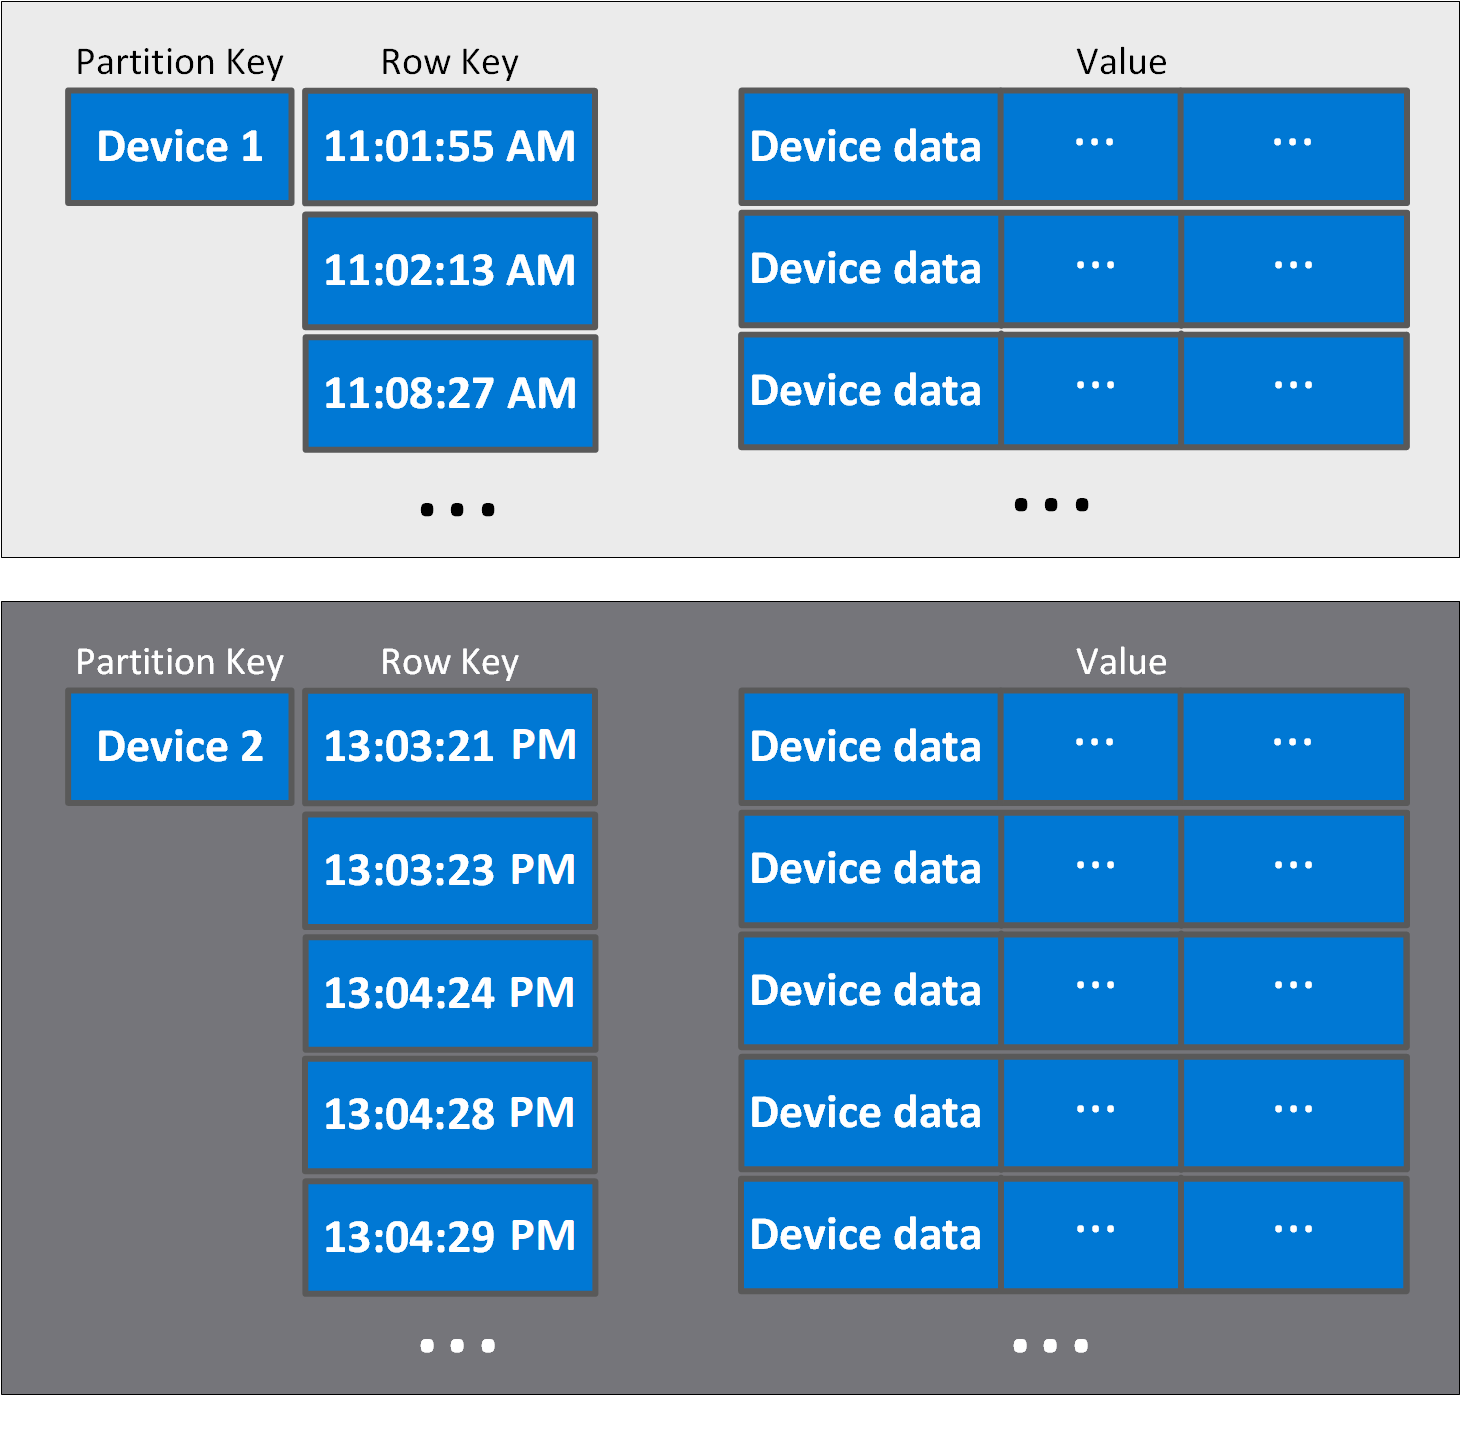 Partition Key Row Key Value
Device 1 11:01:55 AM Device data ... ...
11:02:13 AM Device data ... ...
11:08:27 AM Device data ... ...
... ...
Partition Key Row Key Value
Device 2 13:03:21 PM Device data ... ...
13:03:23 PM Device data ... ...
13:04:24 PM Device data ... ...
13:04:28 PM Device data ... ...
13:04:29 PM Device data ... ...
... ...